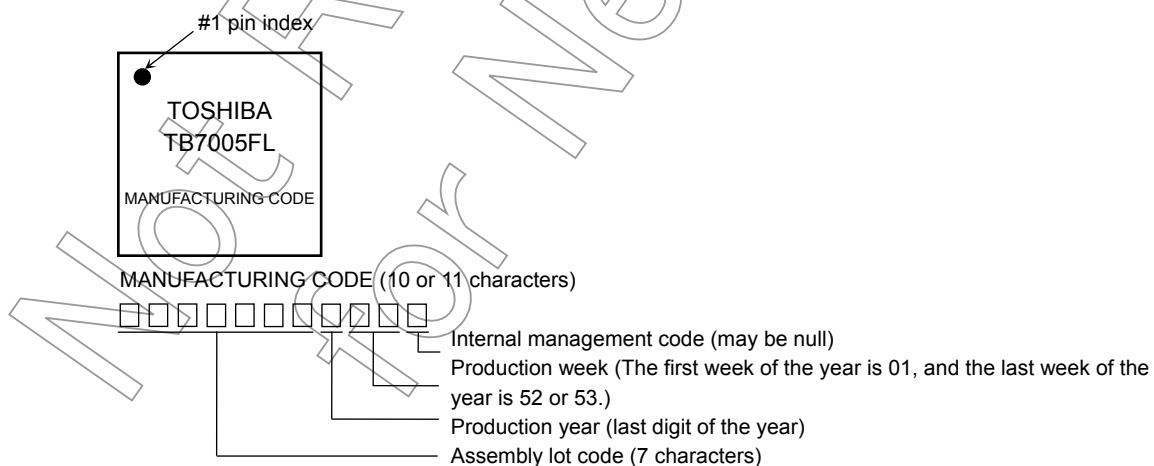 #1 pin index
TOSHIBA
TB7005FL
MANUFACTURING CODE
MANUFACTURING CODE (10 or 11 characters)
Internal management code (may be null)
Production week (The first week of the year is 01, and the last week of the
year is 52 or 53.)
Production year (last digit of the year)
Assembly lot code (7 characters)